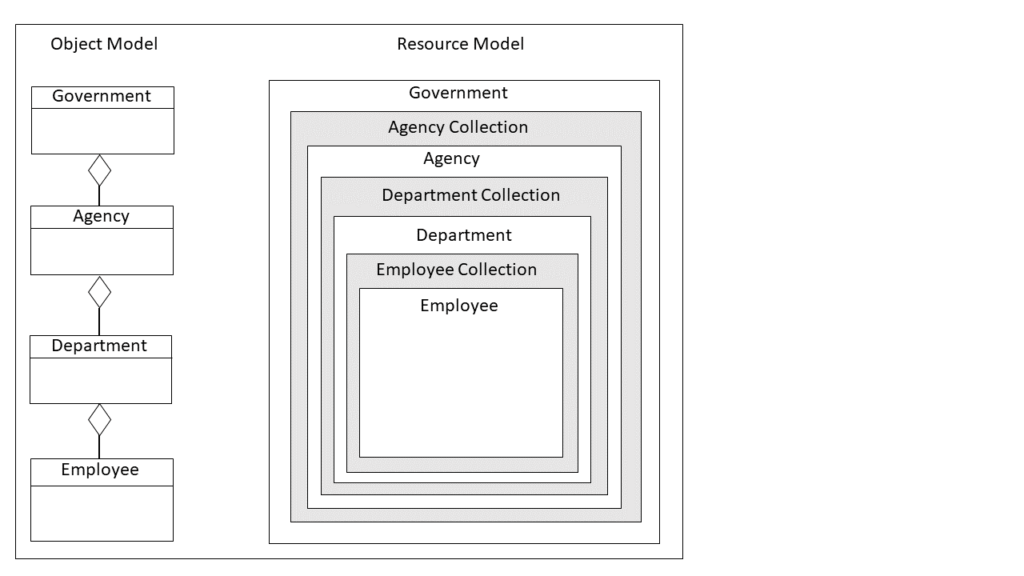 Object Model
Government
Agency
Department
Employee
Resource Model
Government
Agency Collection
Agency
Department Collection
Department
Employee Collection
Employee